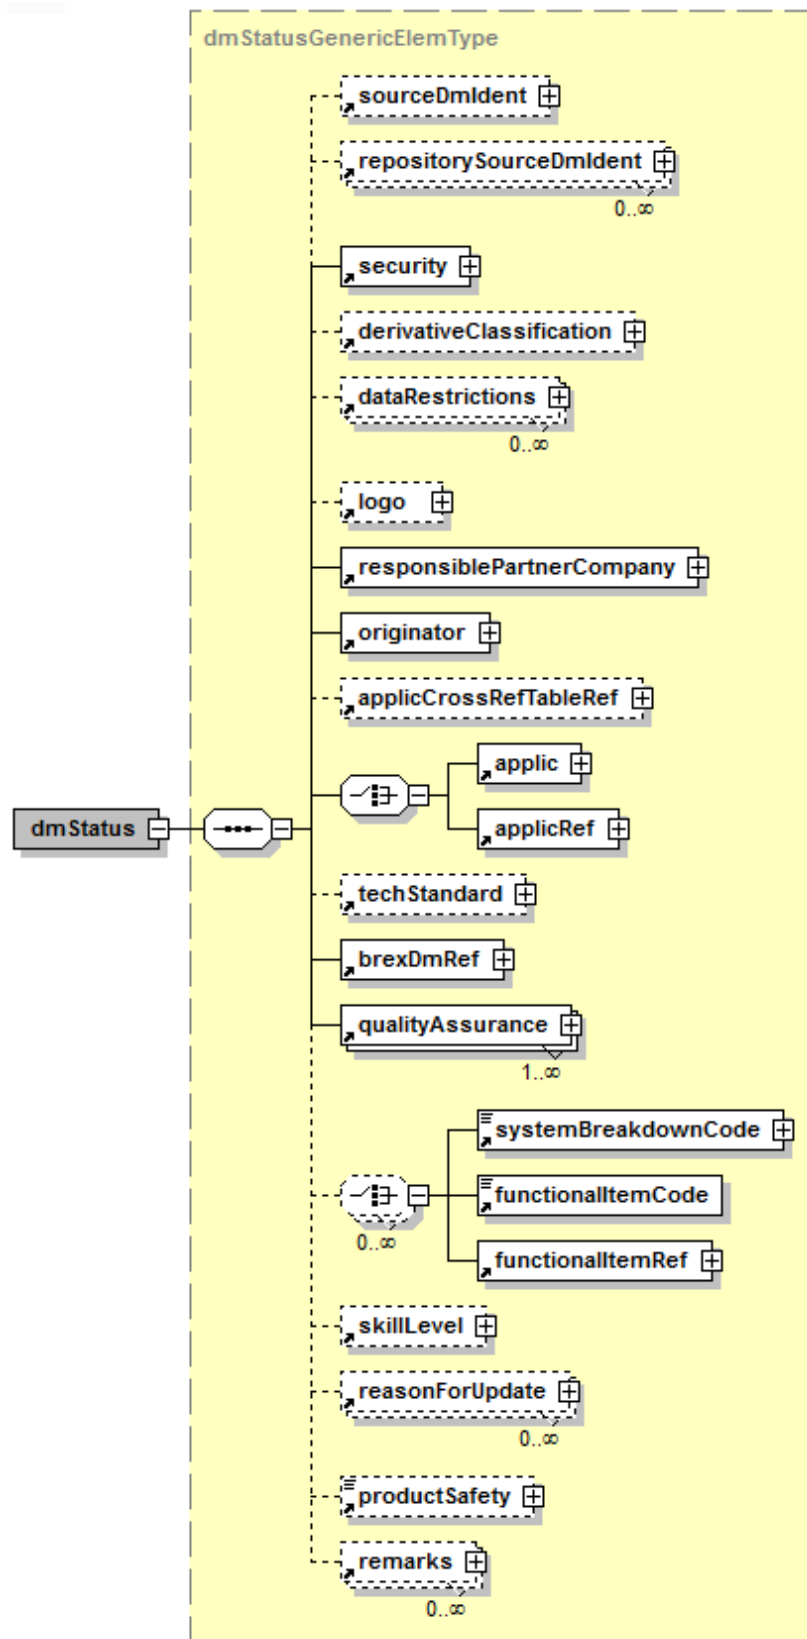 dmStatusGenericElemType
sourceDmIdent
repositorySourceDmIdent
0..∞
security
derivativeClassification
dataRestrictions
0..∞
logo
responsiblePartnerCompany
originator
applicCrossRefTableRef
applic
dmStatus
applicRef
techStandard
brexDmRef
qualityAssurance
1..∞
systemBreakdownCode
functionalItemCode
0..∞
functionalItemRef
skillLevel
reasonForUpdate
0..∞
productSafety
remarks
0..∞